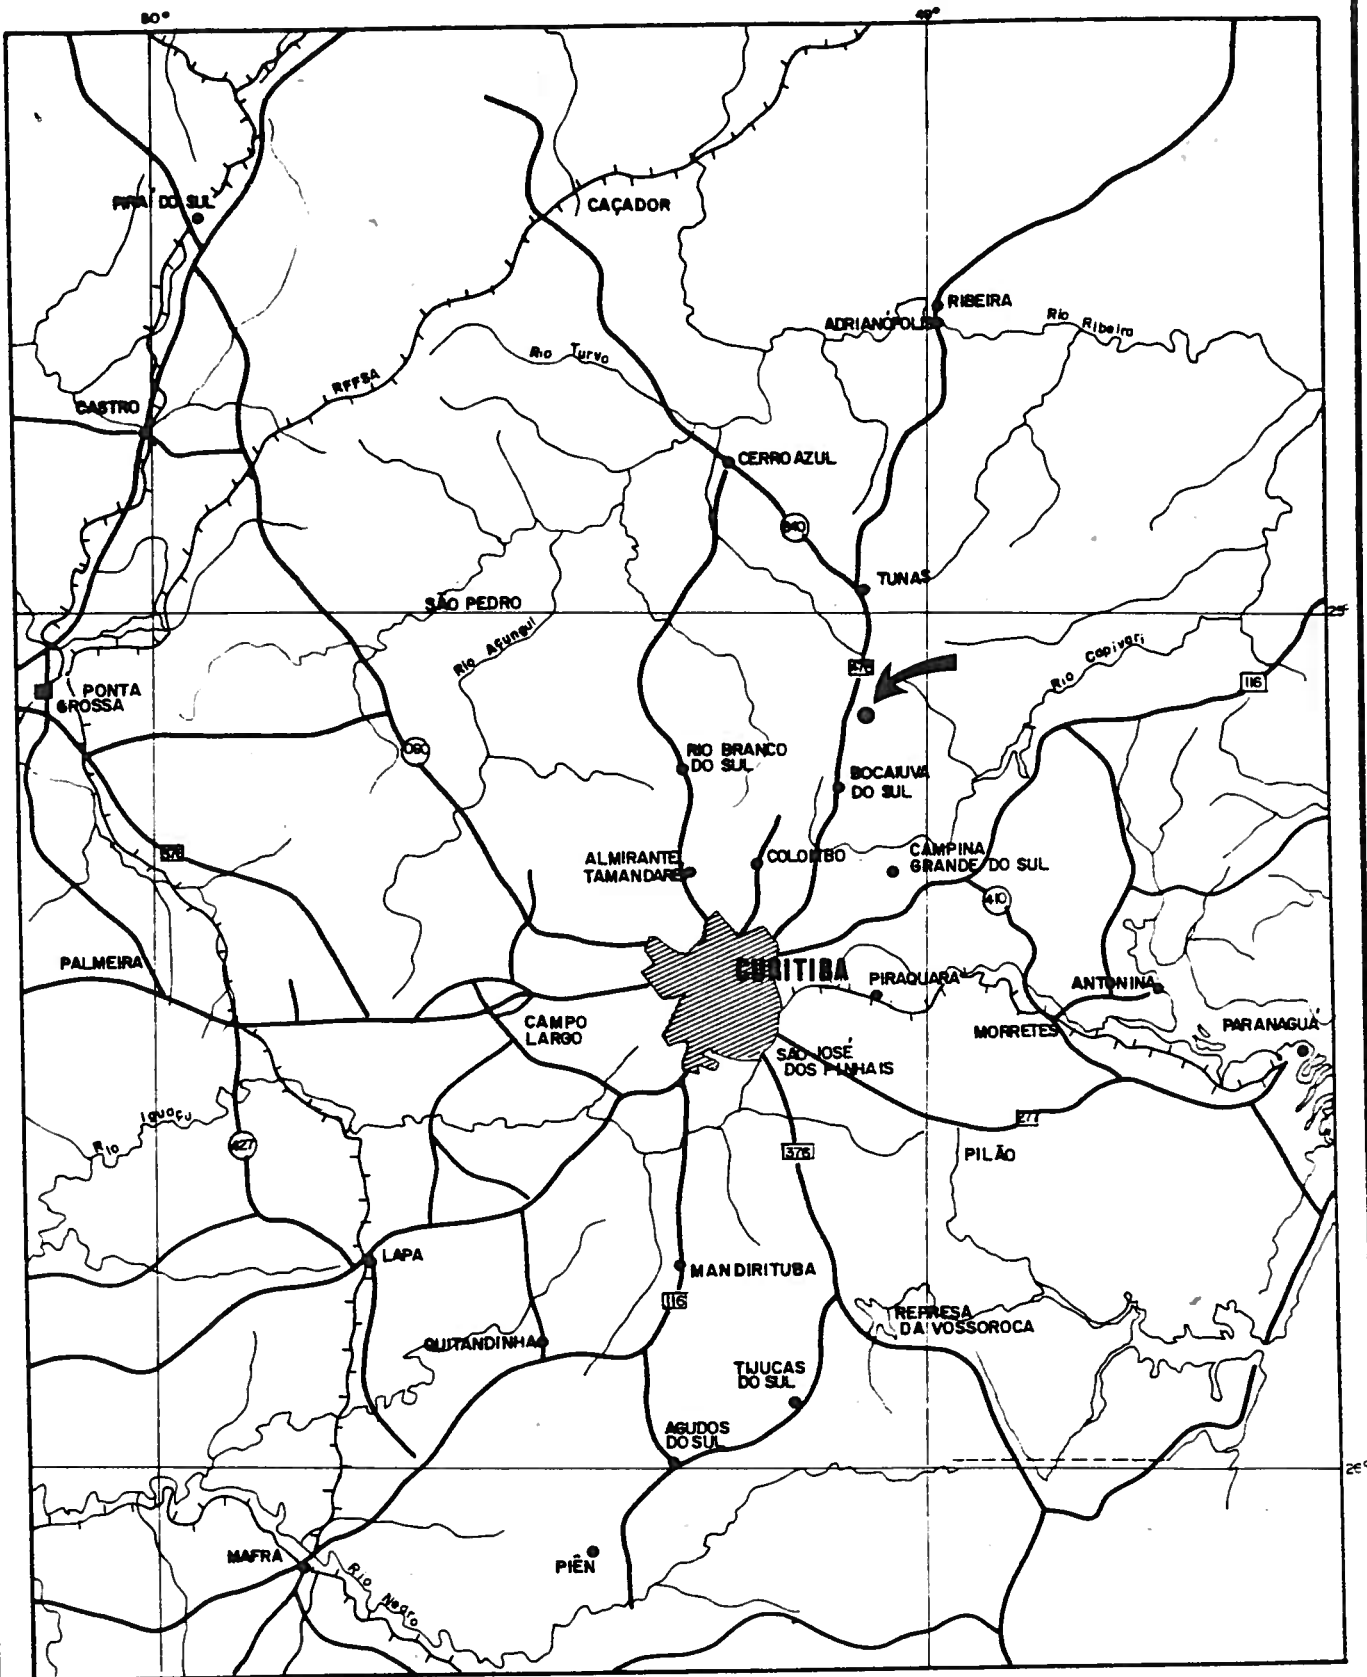 50°
49°
PIRAÍ DO SUL
CAÇADOR
RIBEIRA
ADRIANÓPOLIS
Rio Ribeira
Rio Turvo
RFFSA
CASTRO
CERRO AZUL
TUNAS
SÃO PEDRO
25°
Rio Açungui
Rio Capivari
476
116
PONTA
GROSSA
090
RIO BRANCO
DO SUL
BOCAIUVA
DO SUL
376
ALMIRANTE
TAMANDARÉ
COLOMBO
CAMPINA
GRANDE DO SUL
410
PALMEIRA
CURITIBA
PIRAQUARA
ANTONINA
CAMPO
LARGO
MORRETES
PARANAGUÁ
SÃO JOSÉ
DOS PINHAIS
Rio Iguaçu
427
277
376
PILÃO
LAPA
MANDIRITUBA
116
REPRESA
DA VOSSOROCA
QUITANDINHA
TIJUCAS
DO SUL
AGUDOS
DO SUL
26°
MAFRA
PIÊN
Rio Negro